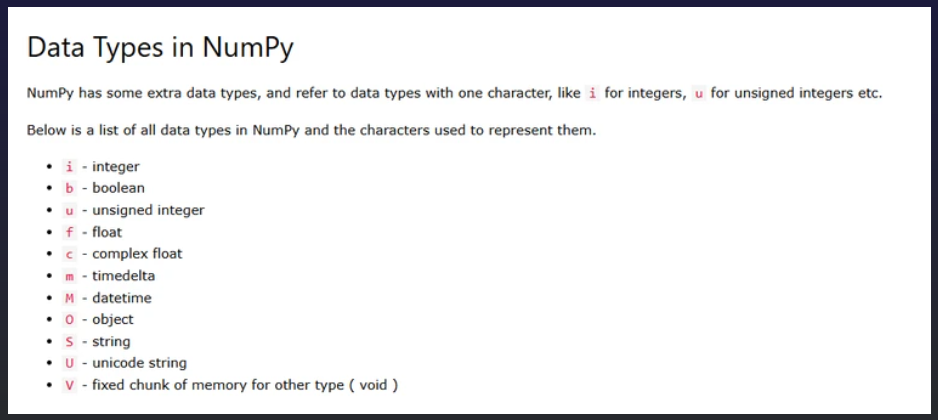 Data Types in NumPy
NumPy has some extra data types, and refer to data types with one character, like i for integers, u for unsigned integers etc.
Below is a list of all data types in NumPy and the characters used to represent them.
• i - integer
• b - boolean
• u - unsigned integer
• f - float
• c - complex float
• m - timedelta
• M - datetime
• O - object
• S - string
• U - unicode string
• V - fixed chunk of memory for other type ( void )